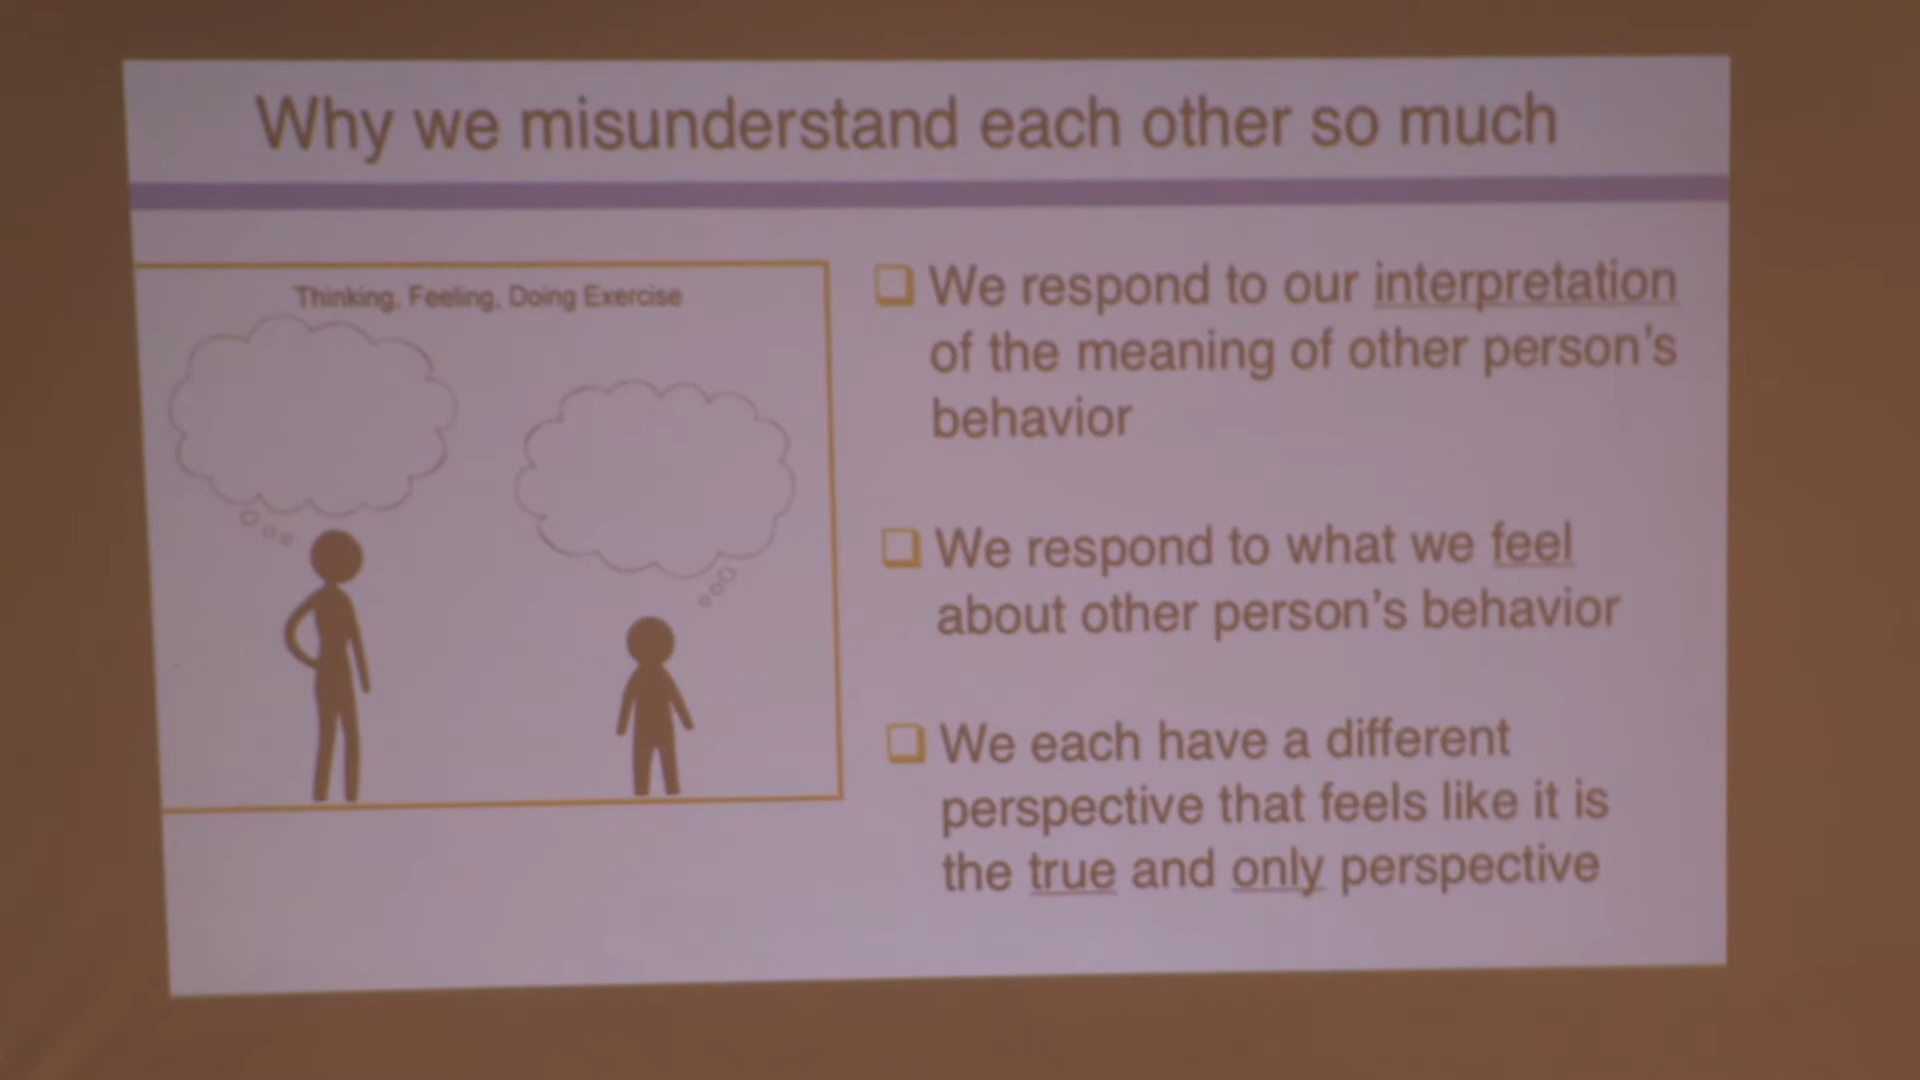 Why we misunderstand each other so much
Thinking, Feeling, Doing Exercise
We respond to our interpretation
of the meaning of other person's
behavior
We respond to what we feel
about other person's behavior
We each have a different
perspective that feels like it is
the true and only perspective